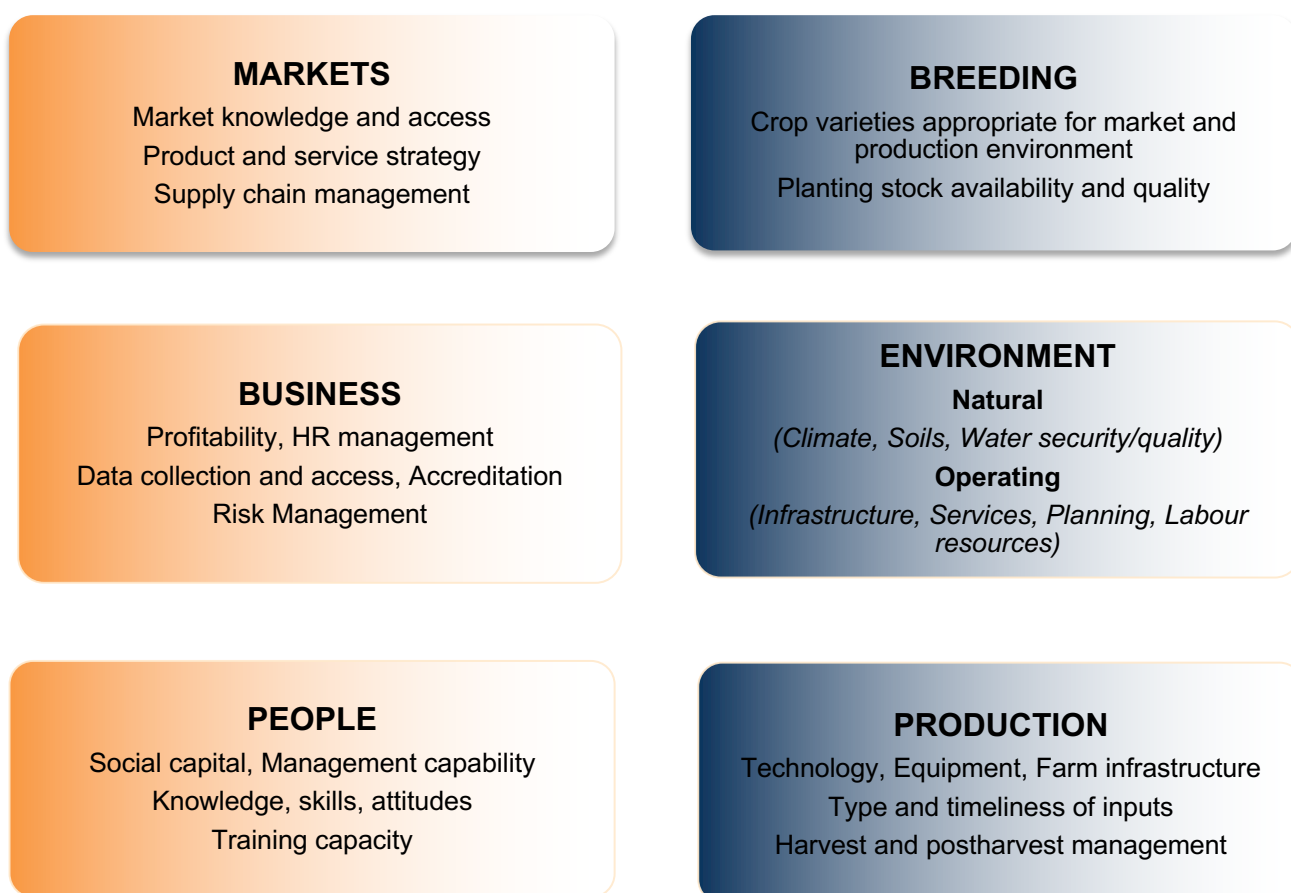 MARKETS
Market knowledge and access
Product and service strategy
Supply chain management
BREEDING
Crop varieties appropriate for market and
production environment
Planting stock availability and quality
BUSINESS
Profitability, HR management
Data collection and access, Accreditation
Risk Management
ENVIRONMENT
Natural
(Climate, Soils, Water security/quality)
Operating
(Infrastructure, Services, Planning, Labour
resources)
PEOPLE
Social capital, Management capability
Knowledge, skills, attitudes
Training capacity
PRODUCTION
Technology, Equipment, Farm infrastructure
Type and timeliness of inputs
Harvest and postharvest management